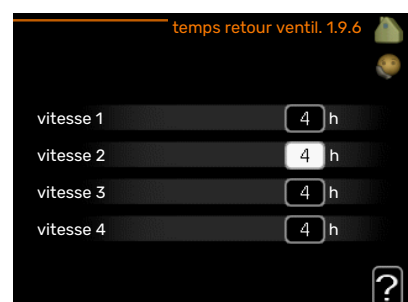 temps retour ventil. 1.9.6
vitesse 1 4 h
vitesse 2 4 h
vitesse 3 4 h
vitesse 4 4 h
?